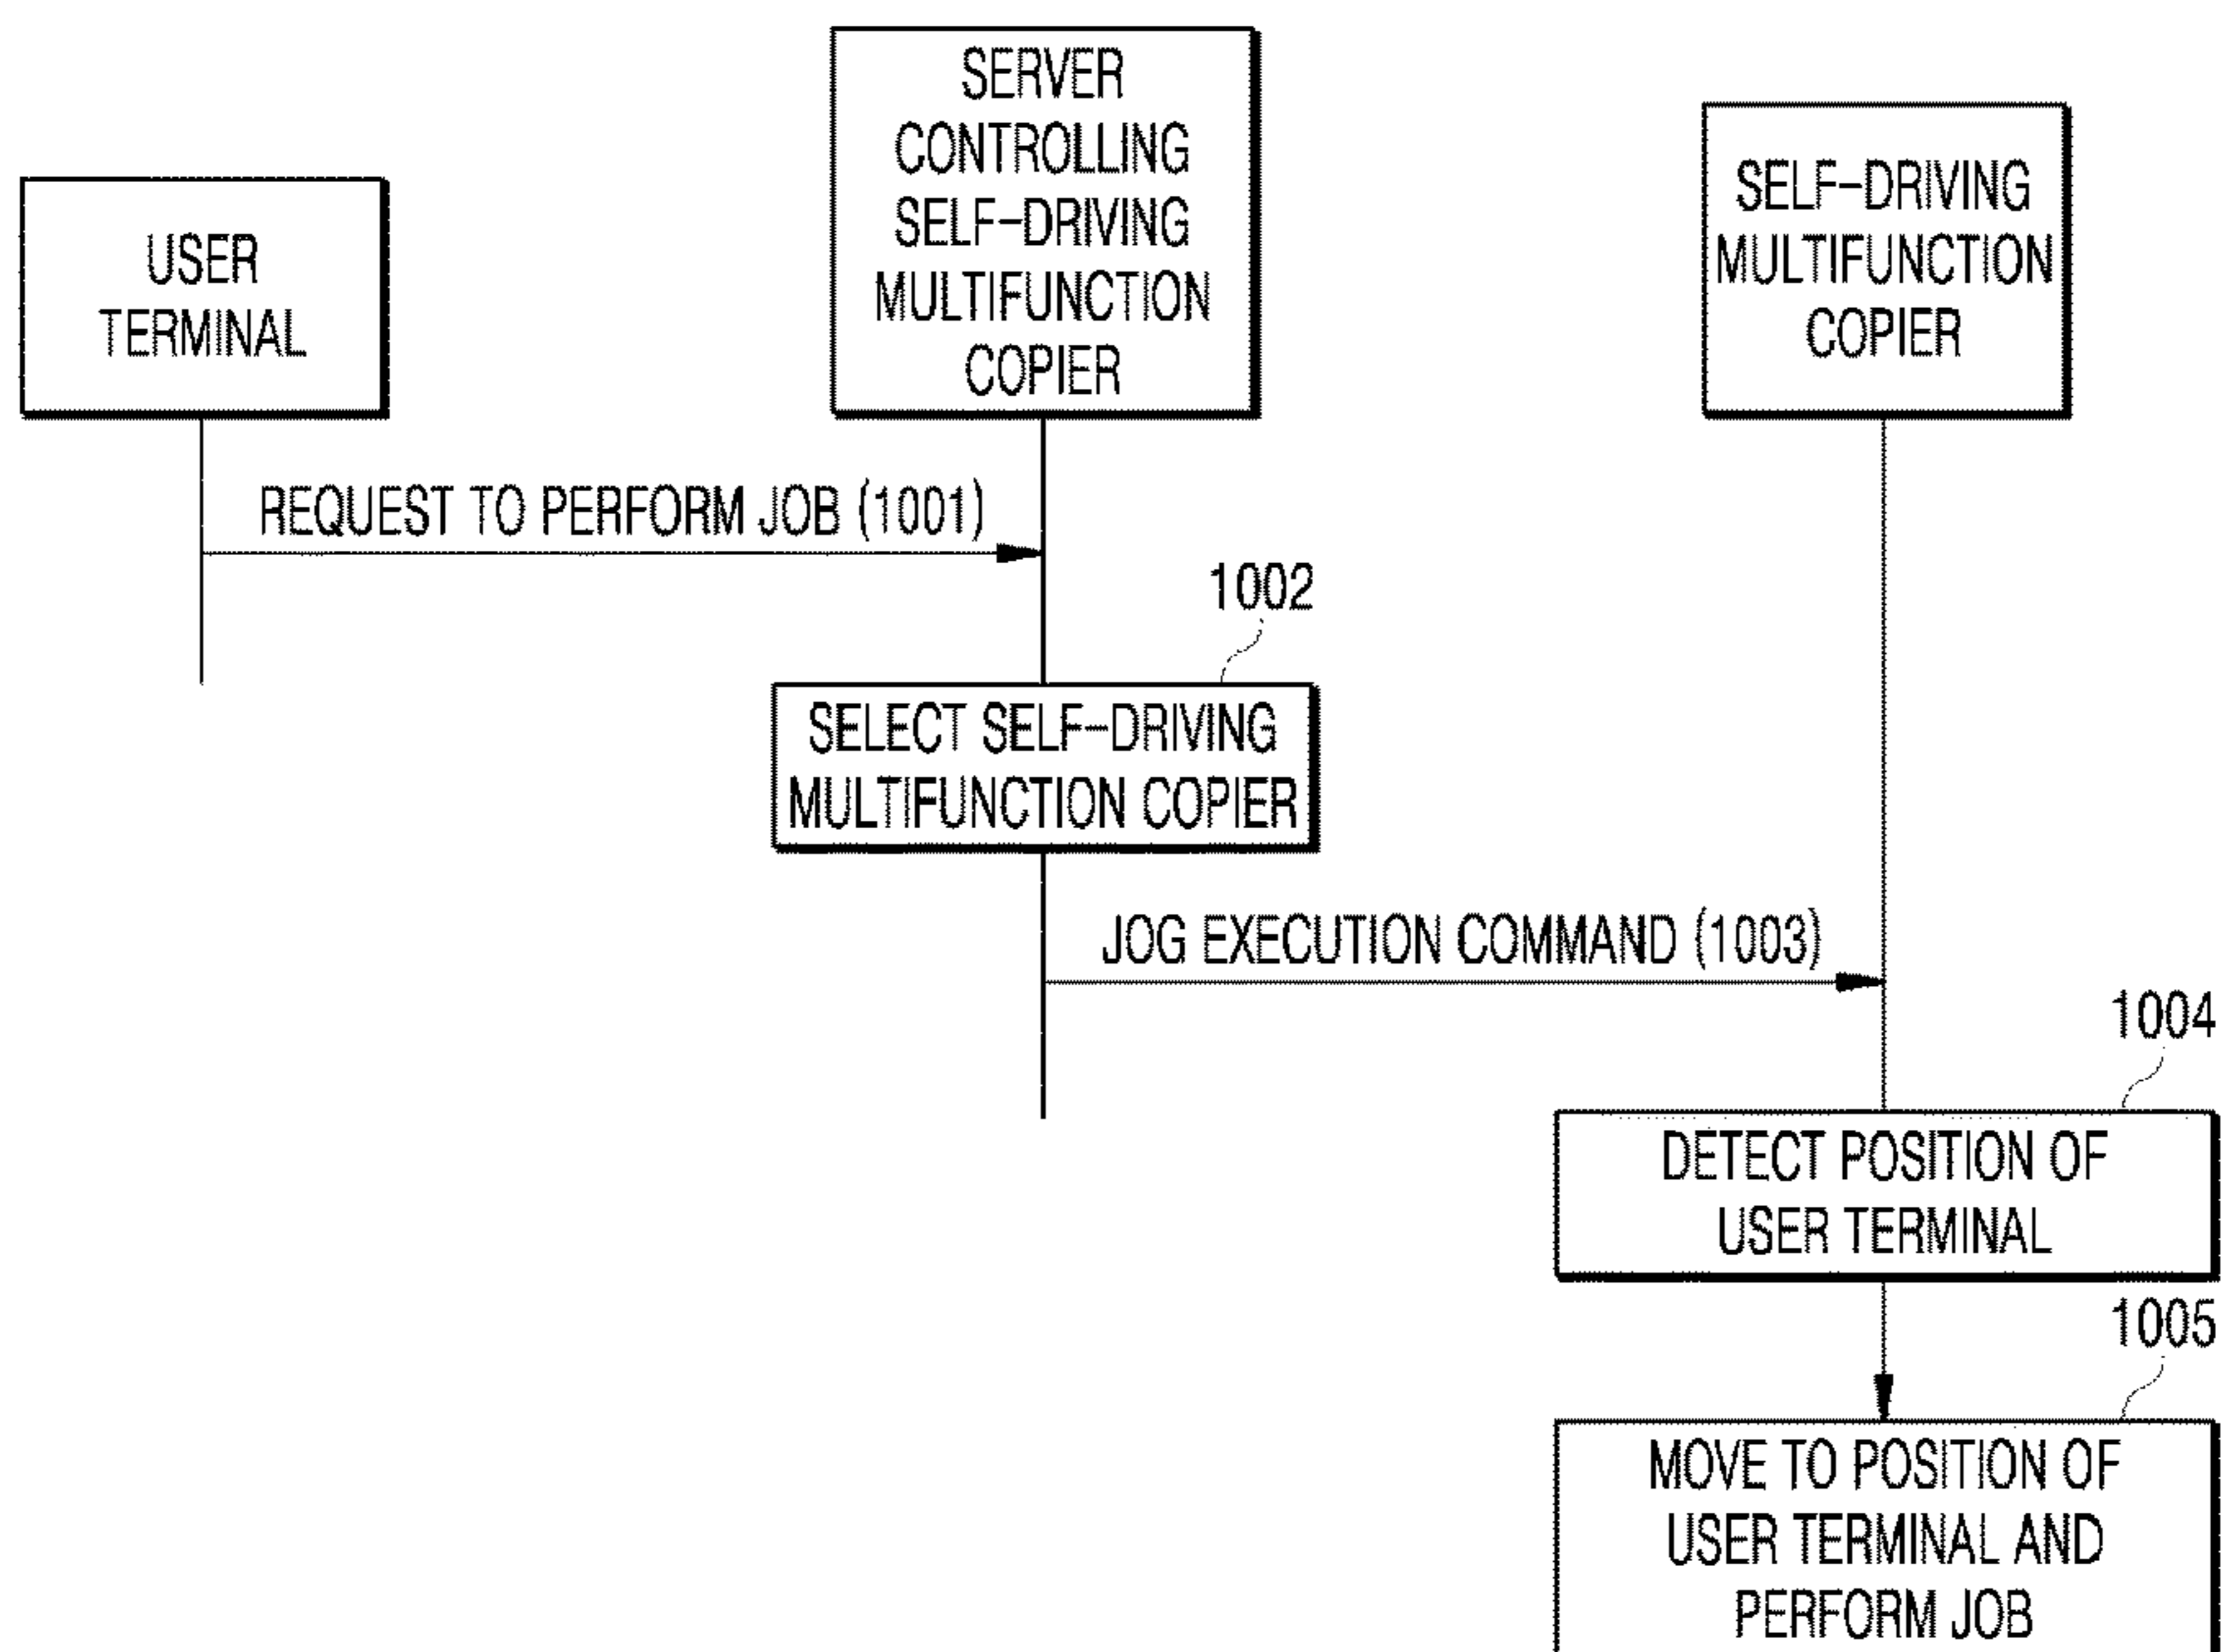 USER
TERMINAL
SERVER
CONTROLLING
SELF-DRIVING
MULTIFUNCTION
COPIER
SELF-DRIVING
MULTIFUNCTION
COPIER
REQUEST TO PERFORM JOB (1001)
1002
SELECT SELF-DRIVING
MULTIFUNCTION COPIER
JOG EXECUTION COMMAND (1003)
1004
DETECT POSITION OF
USER TERMINAL
1005
MOVE TO POSITION OF
USER TERMINAL AND
PERFORM JOB